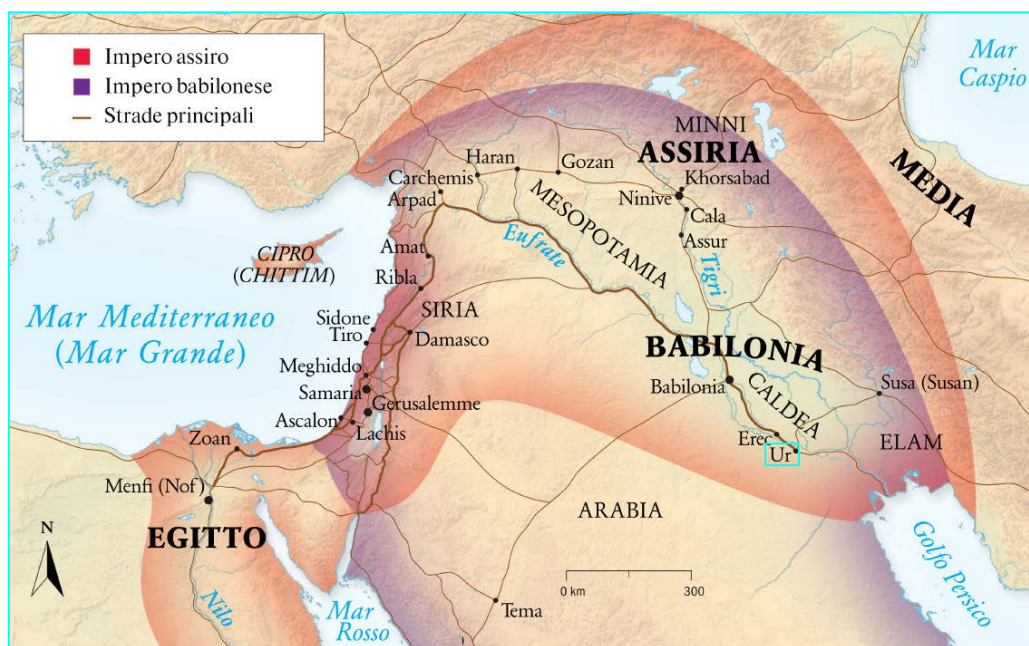 Impero assiro
Impero babilonese
Strade principali
Mar
Caspio
MINNI
ASSIRIA
MEDIA
Haran
Gozan
Khorsabad
Carchemis
Arpad
Ninive
Cala
Assur
MESOPOTAMIA
Eufrate
Tigri
CIPRO
(CHITTIM)
Amat
Ribla
SIRIA
Mar Mediterraneo
(Mar Grande)
Sidone
Tiro
Damasco
BABILONIA
Meghiddo
Samaria
Babilonia
CALDEA
Susa (Susan)
Gerusalemme
Ascalon
Lachis
Zoan
Erec
Ur
ELAM
Menfi (Nof)
EGITTO
ARABIA
Golfo Persico
N
0 km
300
Nilo
Mar
Rosso
Tema